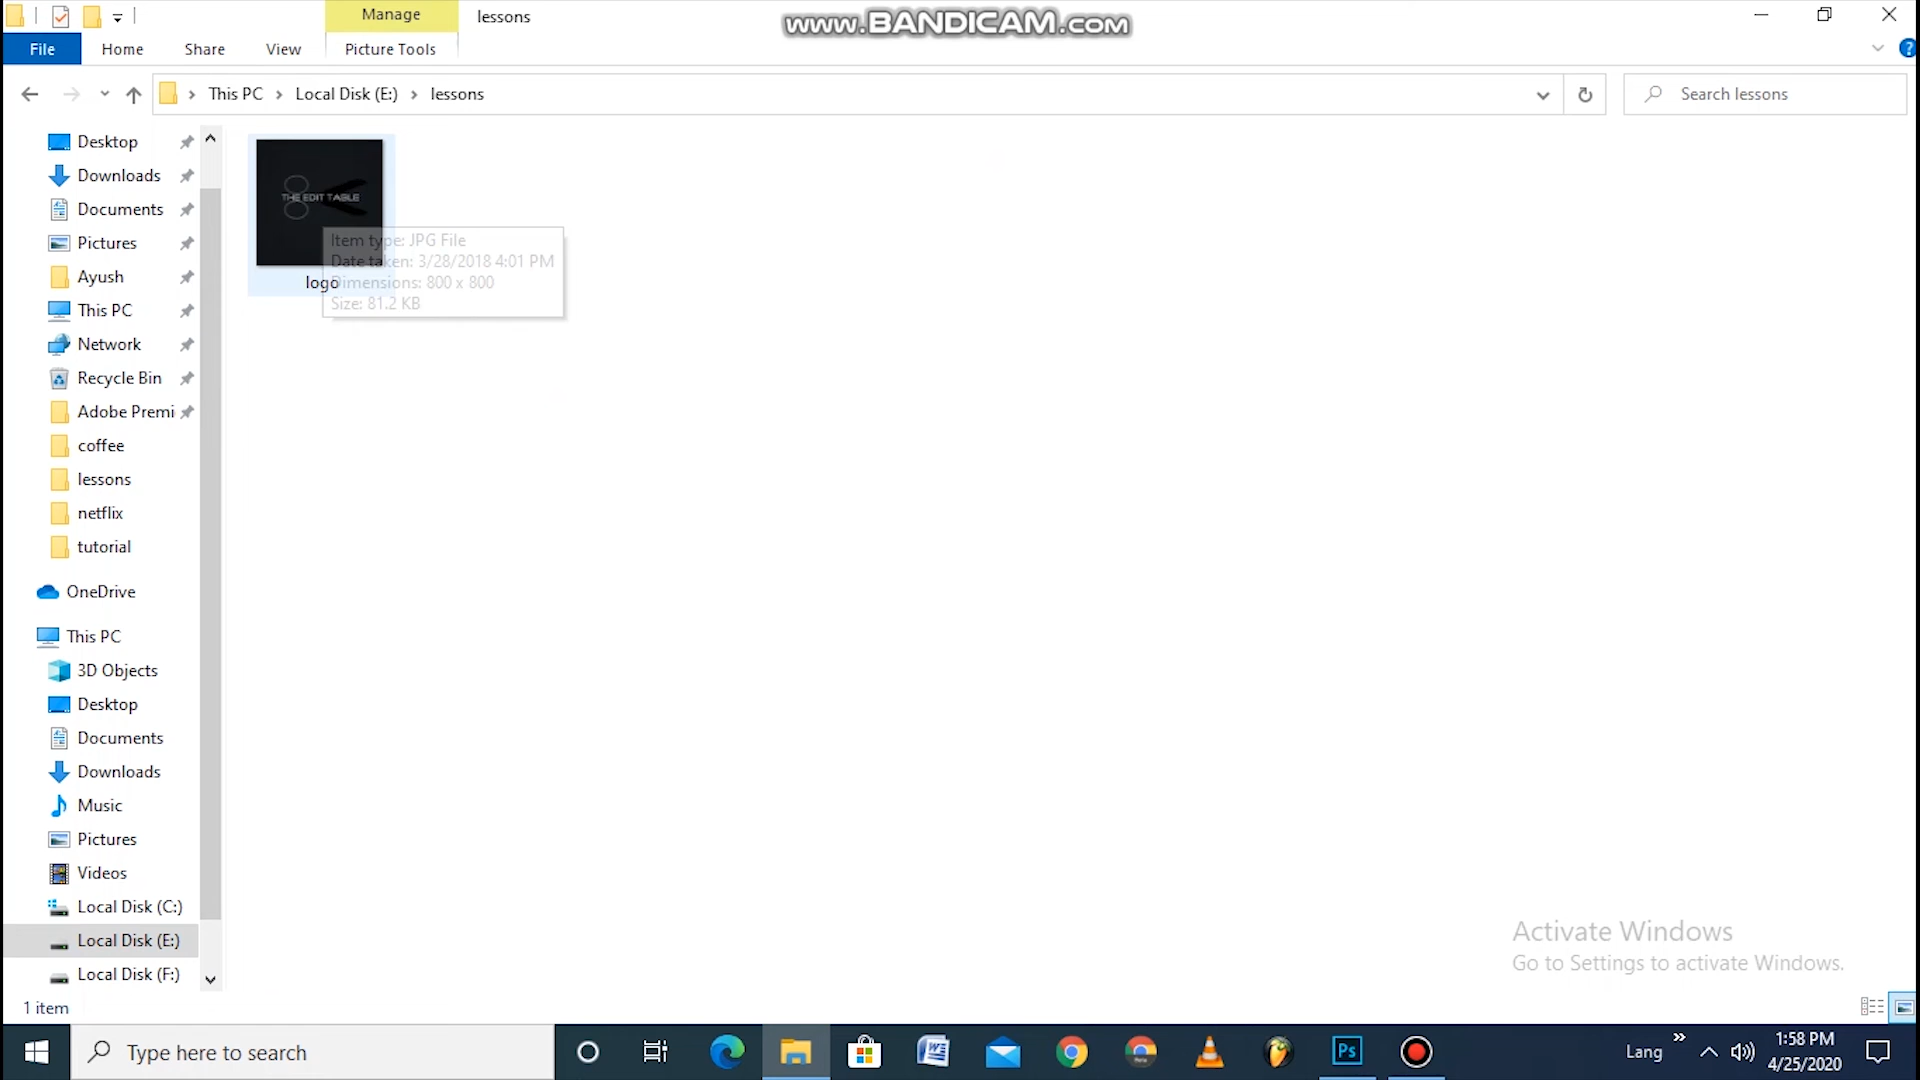 Manage
lessons
www.BANDICAM.com
File
Home
Share
View
Picture Tools
?
This PC
Local Disk (E:)
lessons
Search lessons
Desktop
Downloads
Documents
Pictures
Ayush
This PC
Network
Recycle Bin
Adobe Premi
coffee
lessons
netflix
tutorial
OneDrive
This PC
3D Objects
Desktop
Documents
Downloads
Music
Pictures
Videos
Local Disk (C:)
Local Disk (E:)
Local Disk (F:)
THE EDIT TABLE
logo
Item type: JPG File
Date taken: 3/28/2018 4:01 PM
Dimensions: 800 x 800
Size: 81.2 KB
Activate Windows
Go to Settings to activate Windows.
1 item
Type here to search
W
Ps
Lang
1:58 PM
4/25/2020